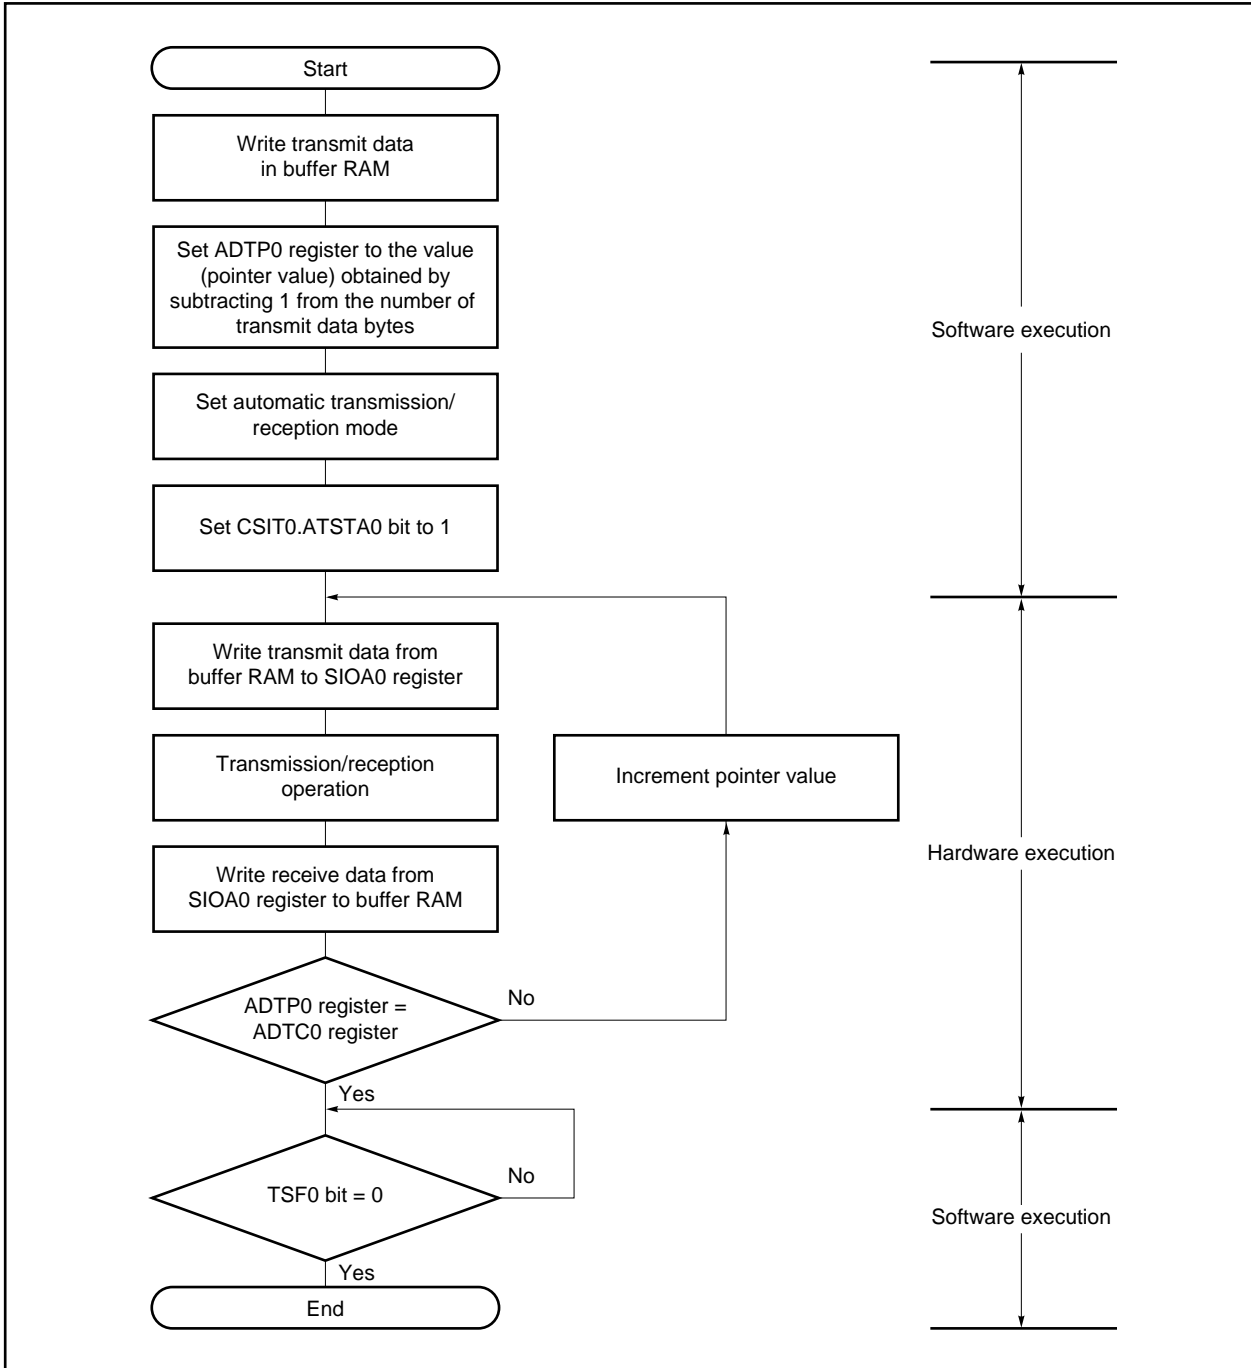 Start
Write transmit data
in buffer RAM
Set ADTP0 register to the value
(pointer value) obtained by
subtracting 1 from the number of
transmit data bytes
Software execution
Set automatic transmission/
reception mode
Set CSIT0.ATSTA0 bit to 1
Write transmit data from
buffer RAM to SIOA0 register
Transmission/reception
operation
Increment pointer value
Write receive data from
SIOA0 register to buffer RAM
Hardware execution
ADTP0 register =
ADTC0 register
No
Yes
TSF0 bit = 0
No
Software execution
Yes
End